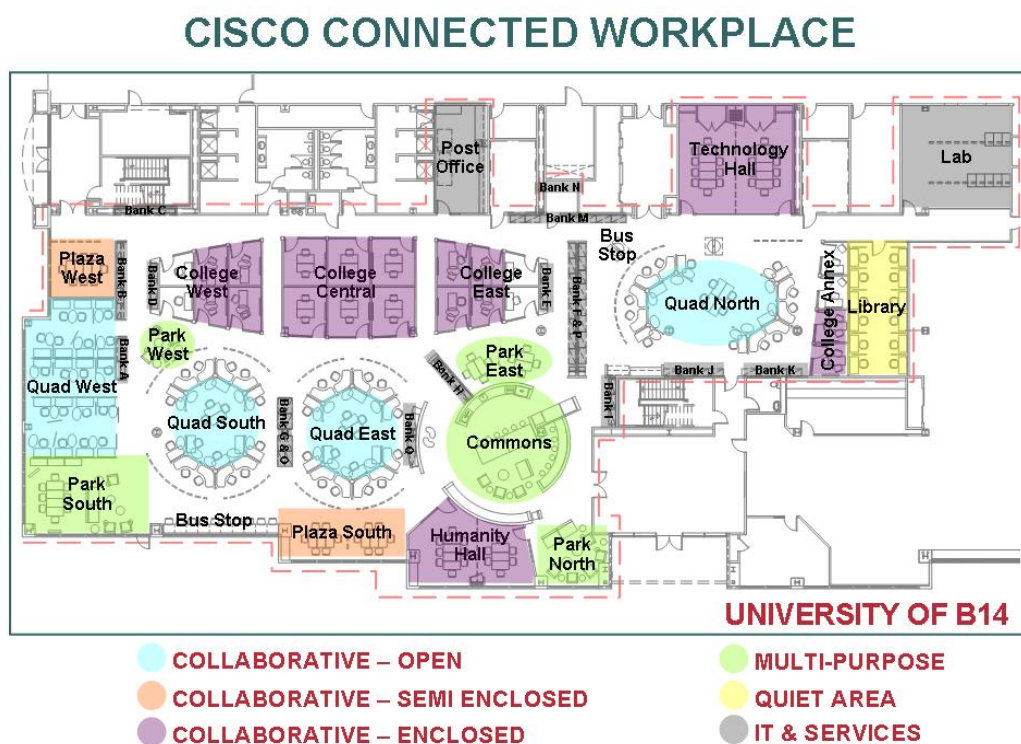 CISCO CONNECTED WORKPLACE
Post
Office
Technology
Hall
Lab
Bank N
Bank C
Bank M
Bus
Stop
Plaza
West
Bank B
Bank D
College
West
College
Central
College
East
Bank E
Bank F & P
Quad North
College Annex
Library
Park
West
Bank A
Quad West
Park
East
Bank H
Bank J
Bank K
Bank I
Quad South
Bank G & O
Quad East
Bank Q
Commons
Park
South
Bus Stop
Plaza South
Humanity
Hall
Park
North
UNIVERSITY OF B14
COLLABORATIVE – OPEN
COLLABORATIVE – SEMI ENCLOSED
COLLABORATIVE – ENCLOSED
MULTI-PURPOSE
QUIET AREA
IT & SERVICES